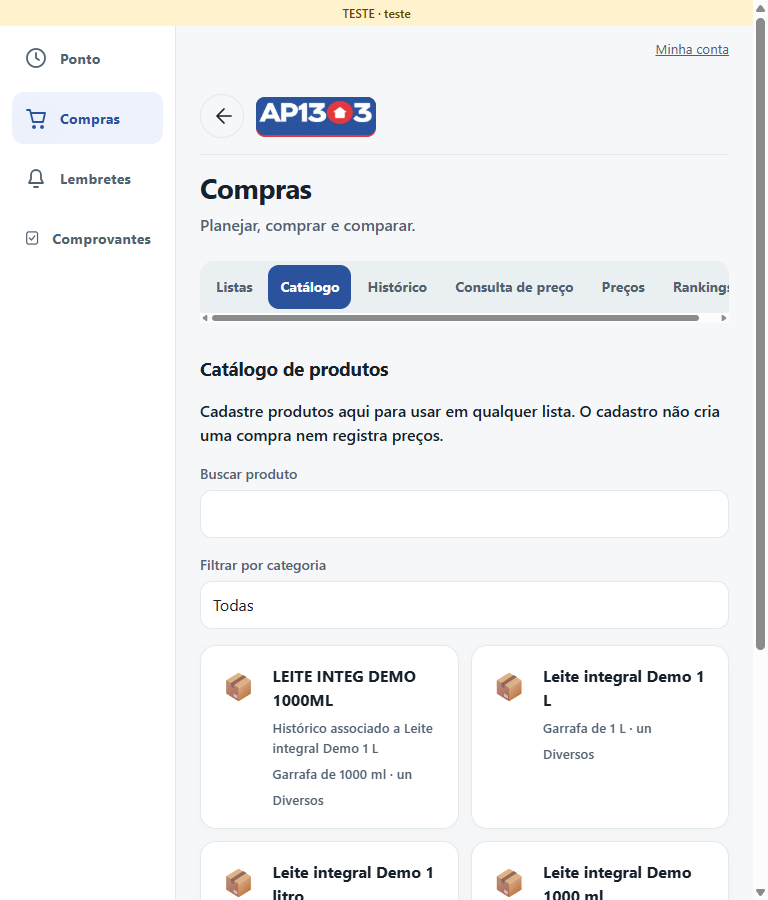 TESTE · teste
Ponto
Compras
Lembretes
Comprovantes
Minha conta
AP1303
Compras
Planejar, comprar e comparar.
Listas
Catálogo
Histórico
Consulta de preço
Preços
Rankings
Catálogo de produtos
Cadastre produtos aqui para usar em qualquer lista. O cadastro não cria
uma compra nem registra preços.
Buscar produto
Filtrar por categoria
Todas
LEITE INTEG DEMO
1000ML
Histórico associado a Leite
integral Demo 1 L
Garrafa de 1000 ml · un
Diversos
Leite integral Demo 1
L
Garrafa de 1 L · un
Diversos
Leite integral Demo 1
litro
Leite integral Demo
1000 ml